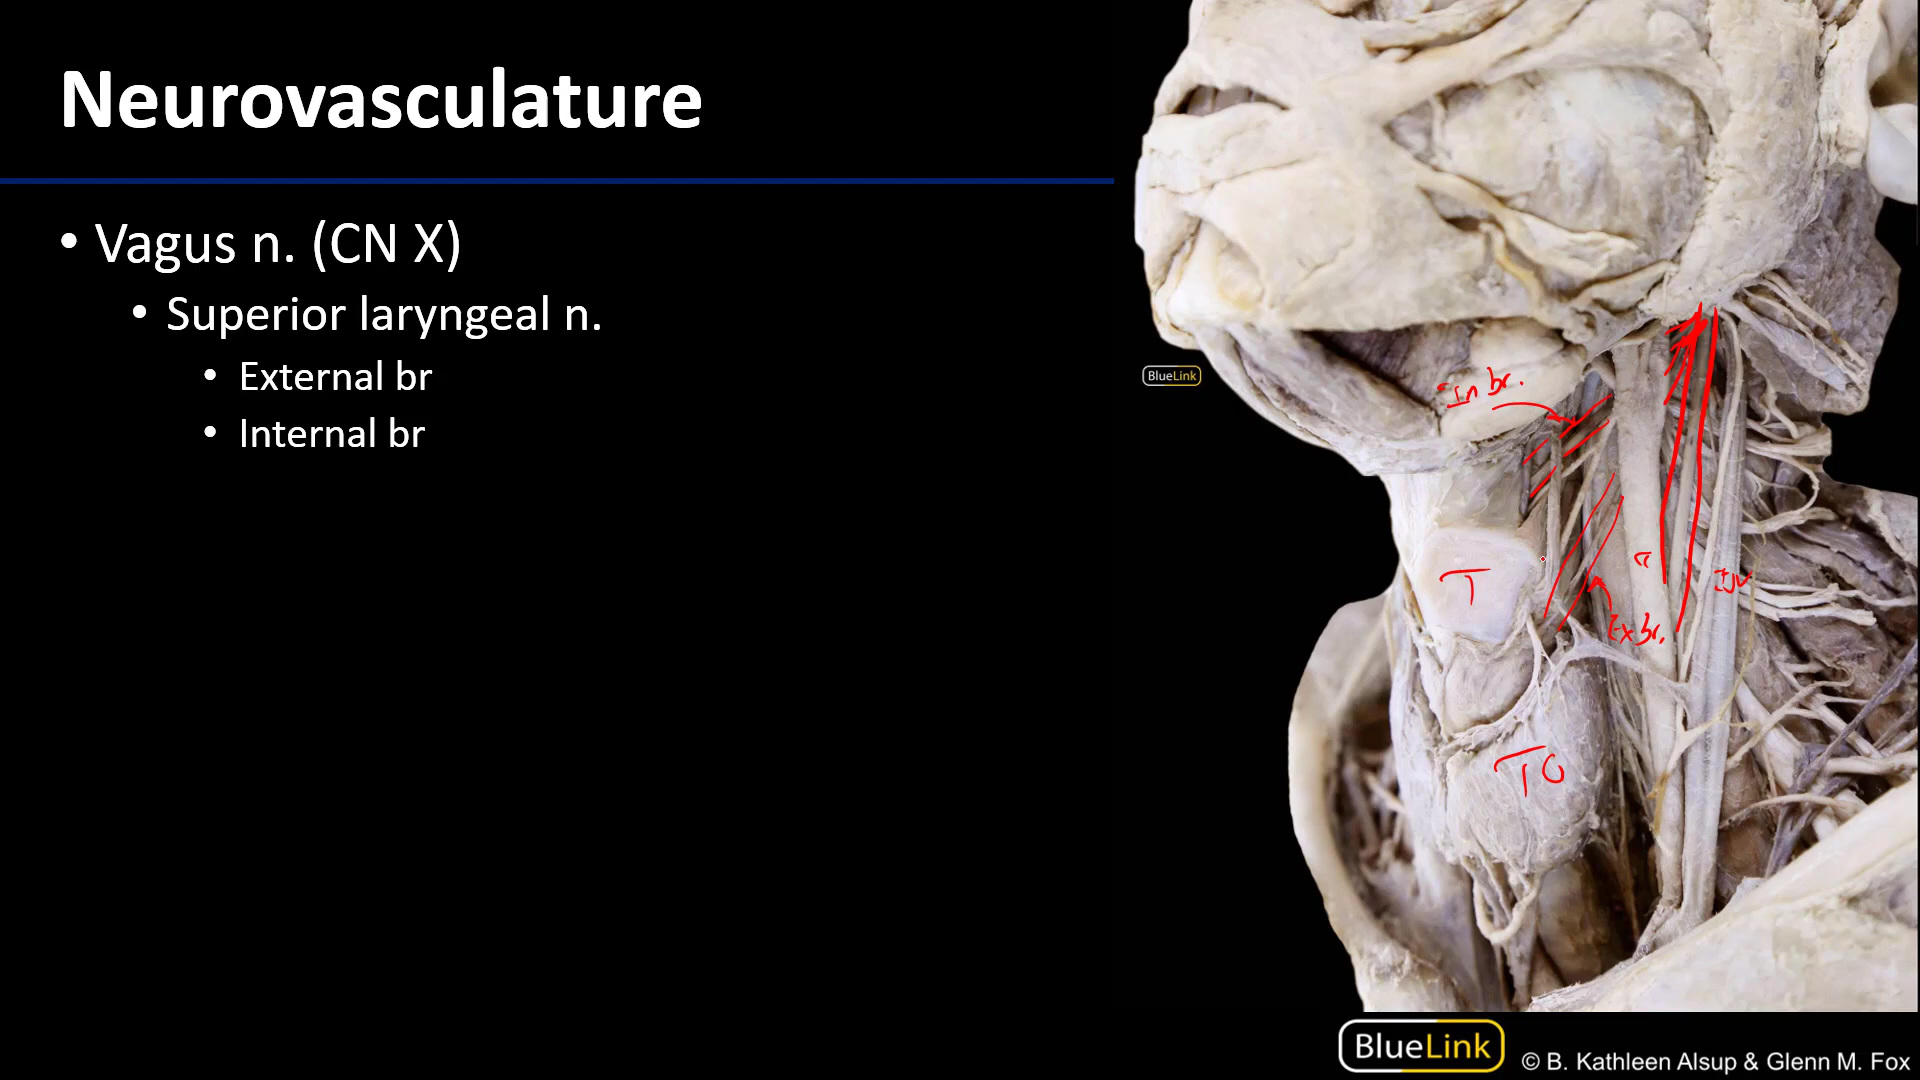 Neurovasculature
• Vagus n. (CN X)
• Superior laryngeal n.
• External br
• Internal br
BlueLink
In br.
T
IJV
Ex br.
TG
BlueLink
© B. Kathleen Alsup & Glenn M. Fox